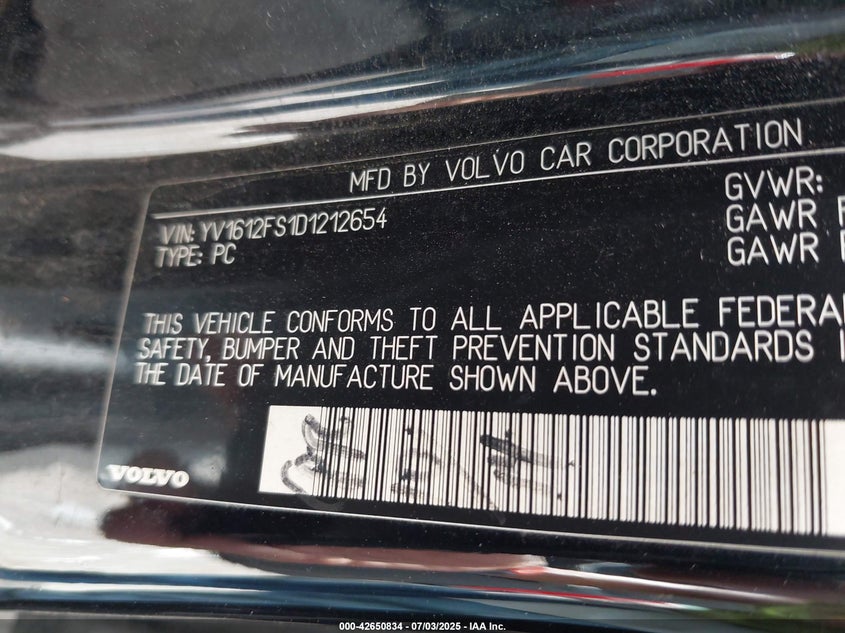 MFD BY VOLVO CAR CORPORATION
VIN: YV1612FS1D1212654
TYPE: PC
GVWR:
GAWR F
GAWR
THIS VEHICLE CONFORMS TO ALL APPLICABLE FEDERAL
SAFETY, BUMPER AND THEFT PREVENTION STANDARDS I
THE DATE OF MANUFACTURE SHOWN ABOVE.
VOLVO
000-42650834 - 07/03/2025 - IAA Inc.